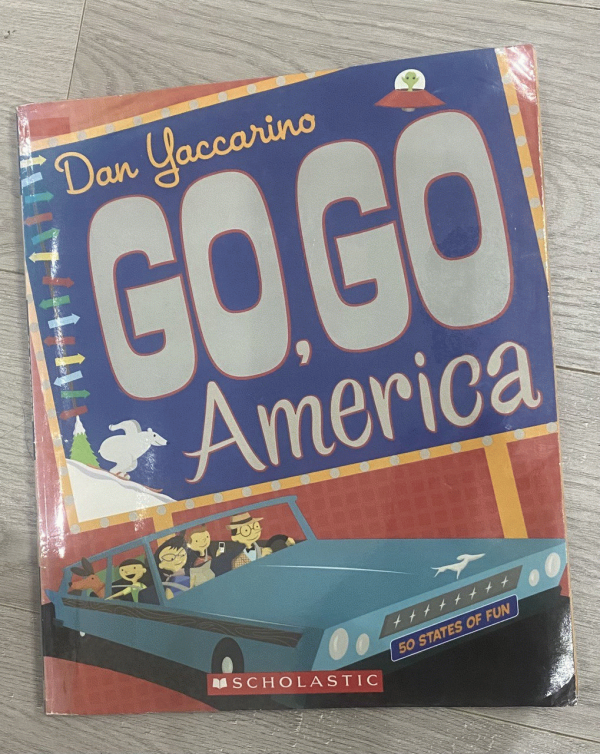 Dan Yaccarino
GO, GO
America
50 STATES OF FUN
SCHOLASTIC